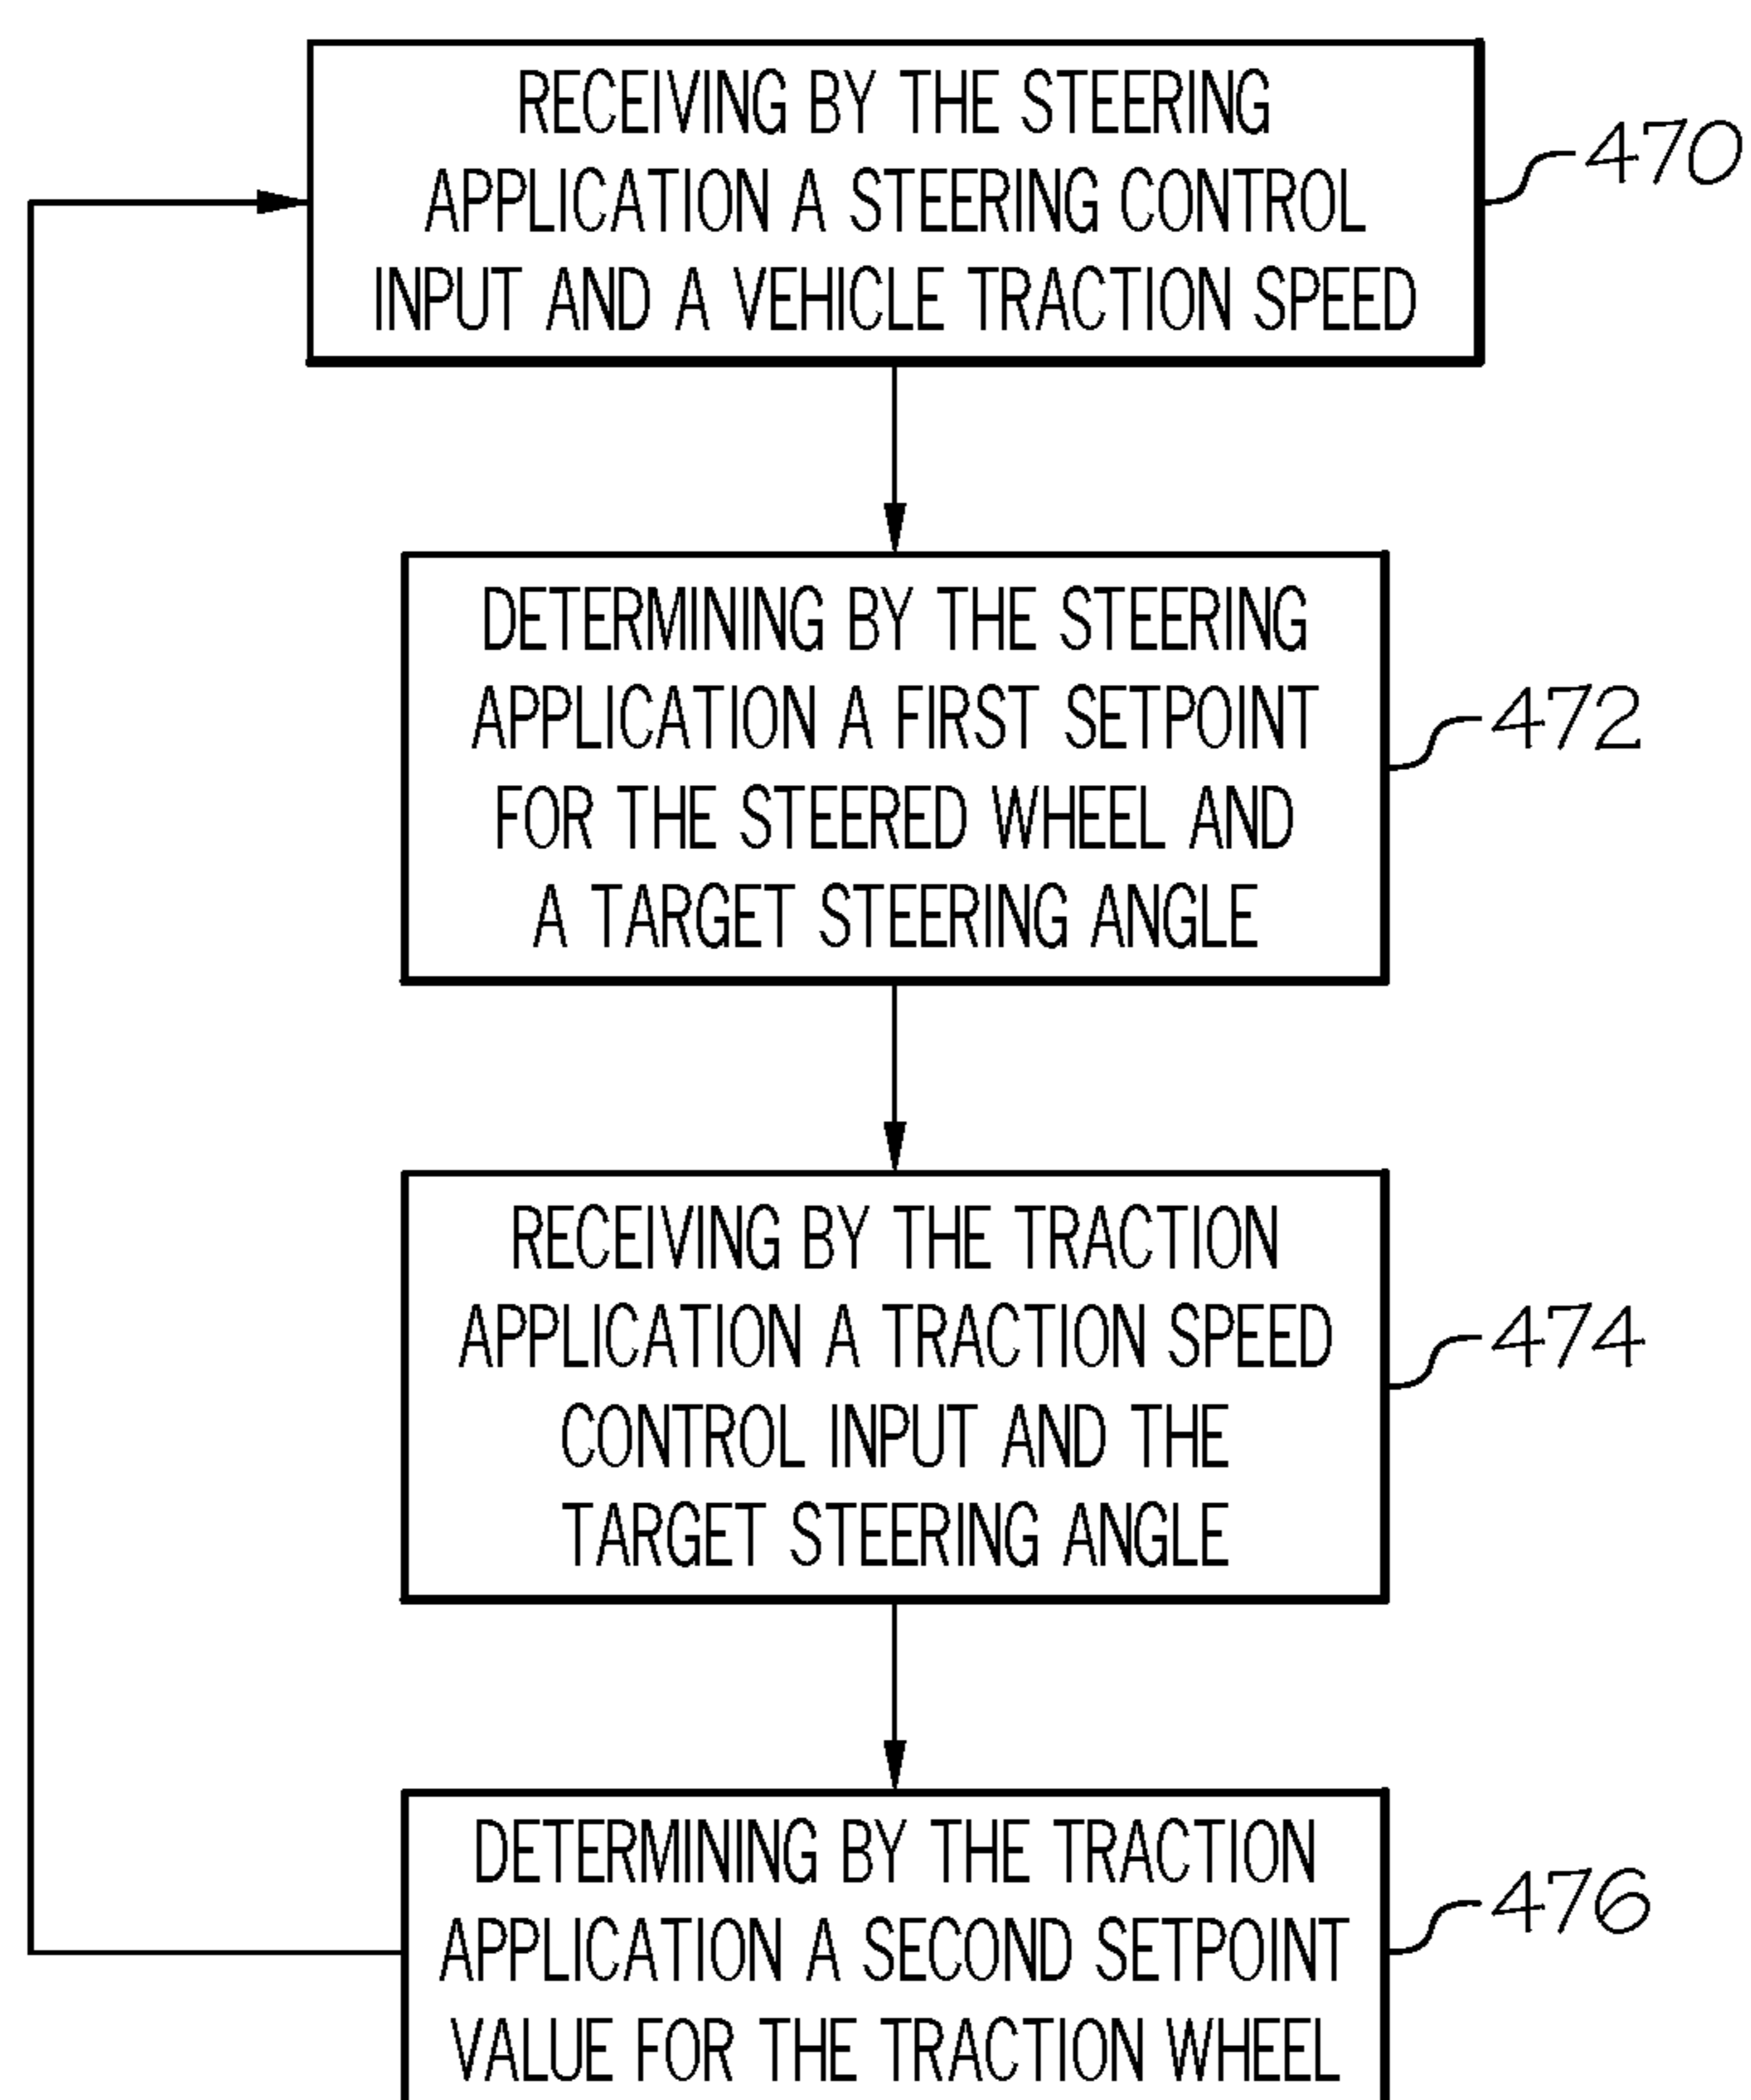 RECEIVING BY THE STEERING
APPLICATION A STEERING CONTROL
INPUT AND A VEHICLE TRACTION SPEED
470
DETERMINING BY THE STEERING
APPLICATION A FIRST SETPOINT
FOR THE STEERED WHEEL AND
A TARGET STEERING ANGLE
472
RECEIVING BY THE TRACTION
APPLICATION A TRACTION SPEED
CONTROL INPUT AND THE
TARGET STEERING ANGLE
474
DETERMINING BY THE TRACTION
APPLICATION A SECOND SETPOINT
VALUE FOR THE TRACTION WHEEL
476